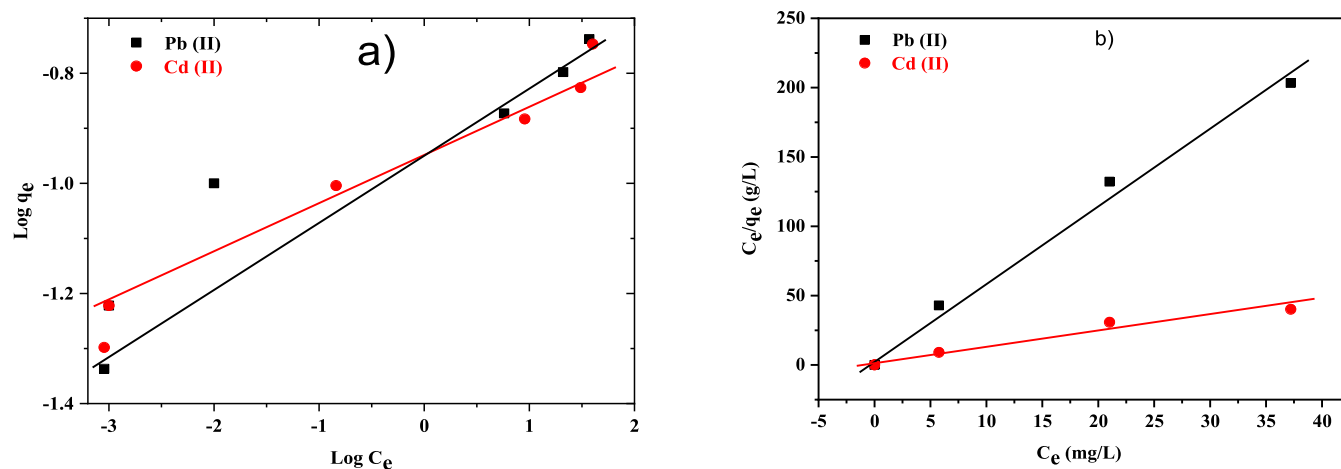 a)
Pb (II)
Cd (II)
Log qe
-0.8
-1.0
-1.2
-1.4
-3
-2
-1
0
1
2
Log Ce
b)
Pb (II)
Cd (II)
Ce/qe (g/L)
250
200
150
100
50
0
-5
0
5
10
15
20
25
30
35
40
Ce (mg/L)